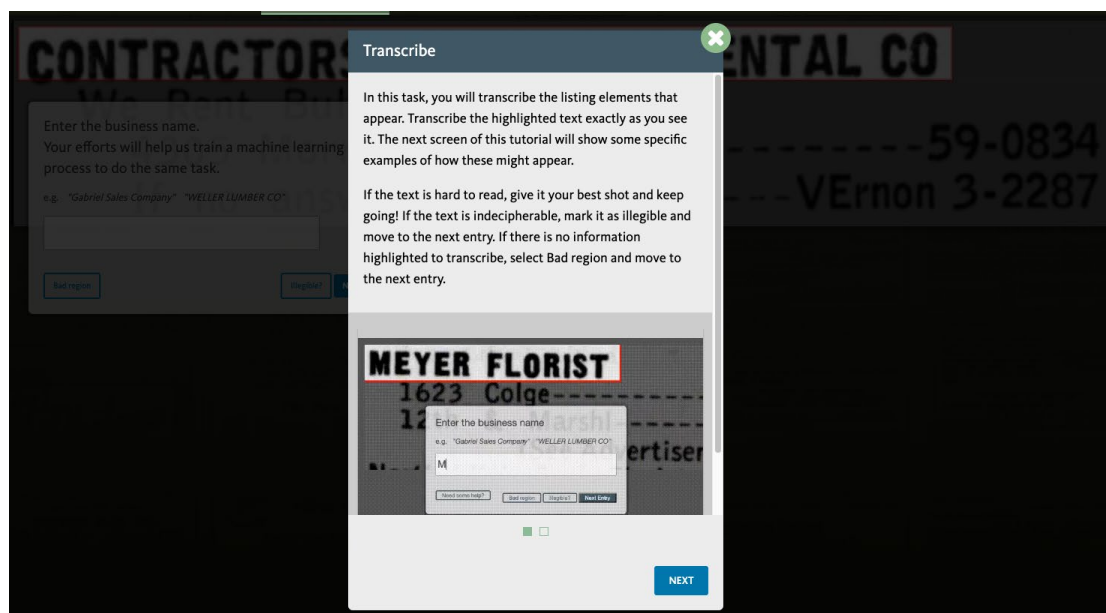 CONTRACTORS ENTAL CO
We Rent Bul
59-0834
VErnon 3-2287
Enter the business name.
Your efforts will help us train a machine learning
process to do the same task.
e.g. "Gabriel Sales Company" "WELLER LUMBER CO"
Bad region
Illegible?
Transcribe
In this task, you will transcribe the listing elements that
appear. Transcribe the highlighted text exactly as you see
it. The next screen of this tutorial will show some specific
examples of how these might appear.
If the text is hard to read, give it your best shot and keep
going! If the text is indecipherable, mark it as illegible and
move to the next entry. If there is no information
highlighted to transcribe, select Bad region and move to
the next entry.
MEYER FLORIST
1623 Colge
12th & Marshl
(See Advertiser
Enter the business name
e.g. "Gabriel Sales Company" "WELLER LUMBER CO"
M
Need some help? Bad region Illegible? Next Entry
NEXT